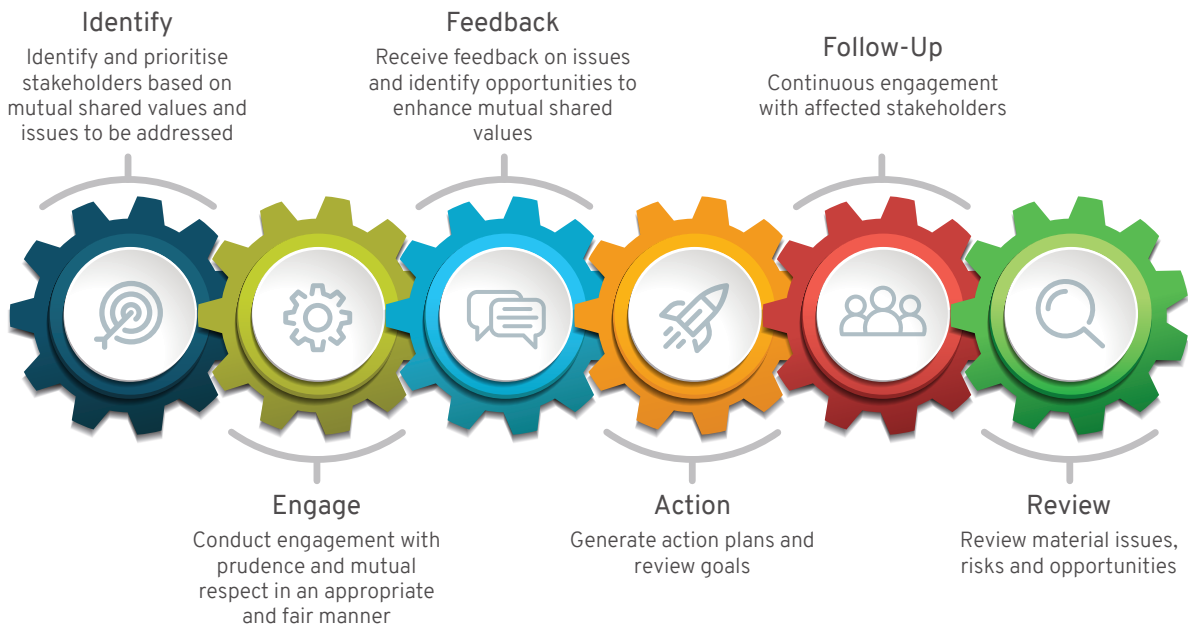 Identify
Identify and prioritise
stakeholders based on
mutual shared values and
issues to be addressed
Engage
Conduct engagement with
prudence and mutual
respect in an appropriate
and fair manner
Feedback
Receive feedback on issues
and identify opportunities to
enhance mutual shared
values
Action
Generate action plans and
review goals
Follow-Up
Continuous engagement
with affected stakeholders
Review
Review material issues,
risks and opportunities